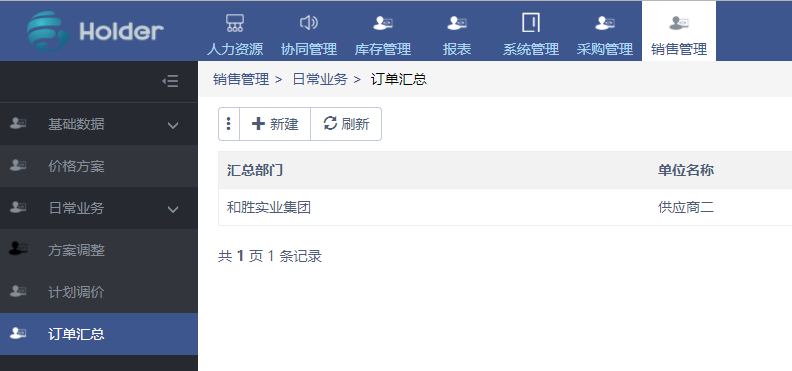 Holder
人力资源 协同管理 库存管理 报表 系统管理 采购管理 销售管理
销售管理 > 日常业务 > 订单汇总
基础数据
价格方案
日常业务
方案调整
计划调价
订单汇总
新建 刷新
汇总部门 单位名称
和胜实业集团 供应商二
共 1 页 1 条记录